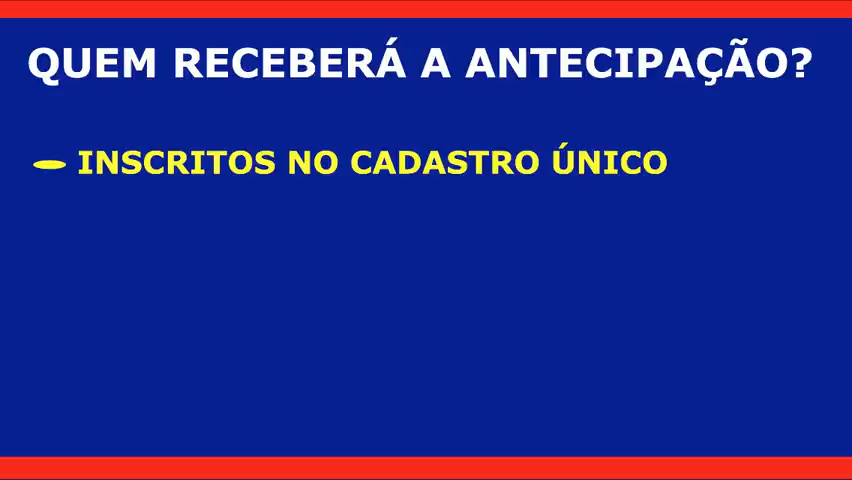 QUEM RECEBERÁ A ANTECIPAÇÃO?
INSCRITOS NO CADASTRO ÚNICO